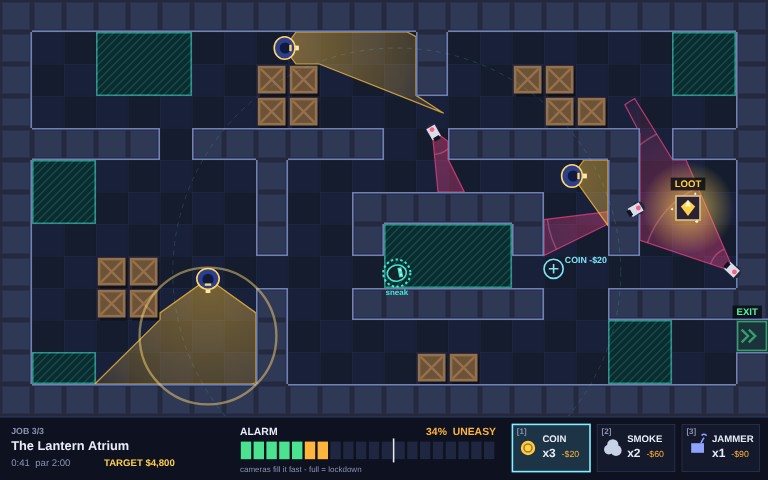 LOOT
COIN -$20
sneak
EXIT
JOB 3/3
The Lantern Atrium
0:41 par 2:00 TARGET $4,800
ALARM 34% UNEASY
cameras fill it fast - full = lockdown
[1] COIN x3 -$20
[2] SMOKE x2 -$60
[3] JAMMER x1 -$90